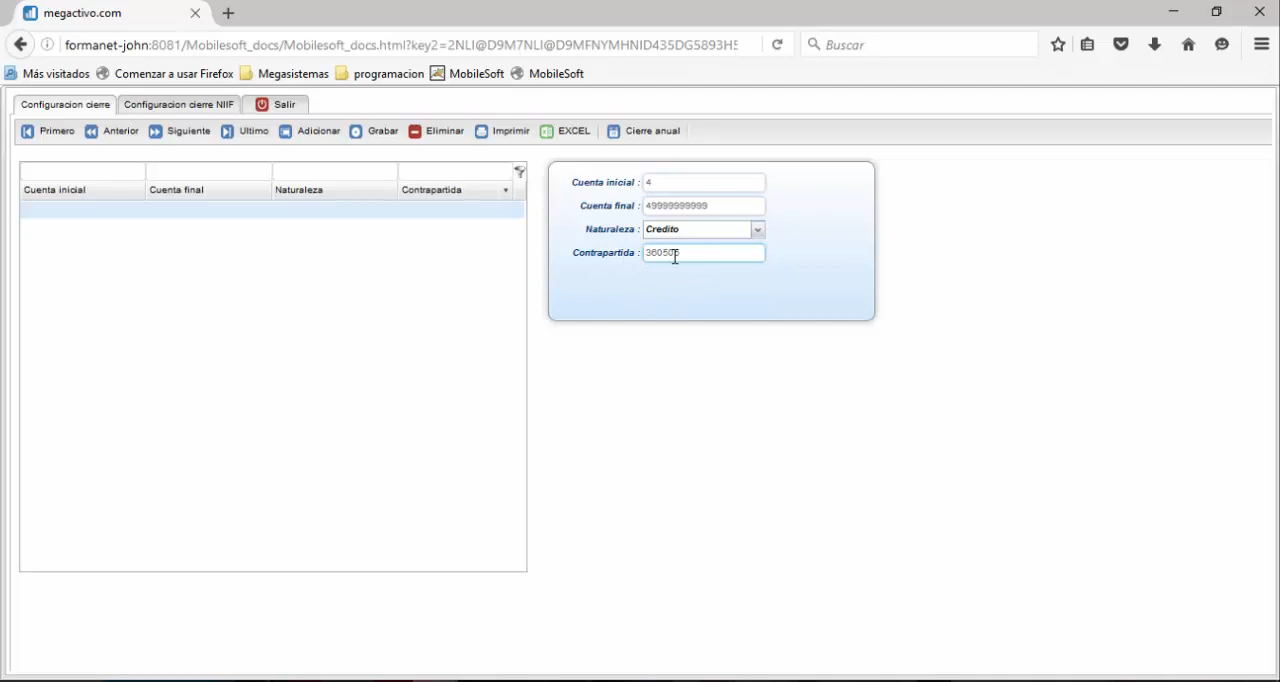 megactivo.com
formanet-john:8081/Mobilesoft_docs/Mobilesoft_docs.html?key2=2NLI@D9M7NLI@D9MFNYMHNID435DG5893H5
Buscar
Más visitados Comenzar a usar Firefox Megasistemas programacion MobileSoft MobileSoft
Configuracion cierre Configuracion cierre NIIF Salir
Primero Anterior Siguiente Ultimo Adicionar Grabar Eliminar Imprimir EXCEL Cierre anual
Cuenta inicial Cuenta final Naturaleza Contrapartida
Cuenta inicial : 4
Cuenta final : 49999999999
Naturaleza : Credito
Contrapartida : 360505